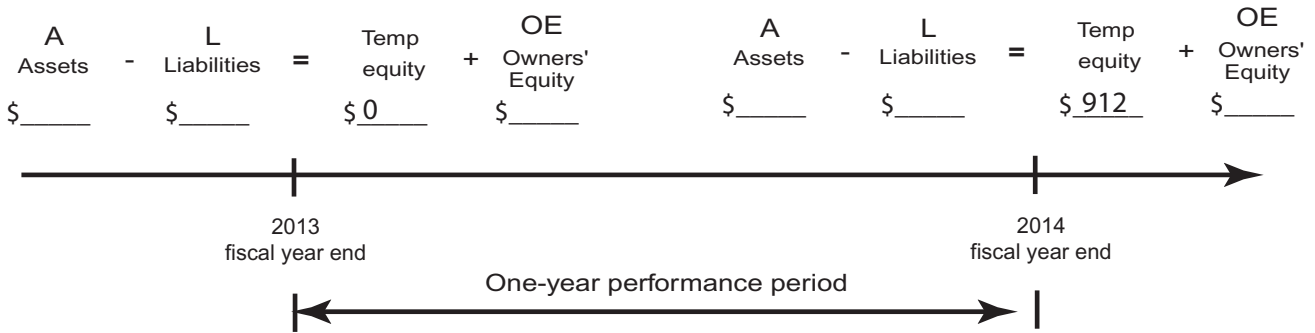 A - L = Temp + OE
Assets Liabilities equity Owners' Equity
$_____ $_____ $ 0 $_____
A - L = Temp + OE
Assets Liabilities equity Owners' Equity
$_____ $_____ $ 912 $_____
2013
fiscal year end
2014
fiscal year end
One-year performance period